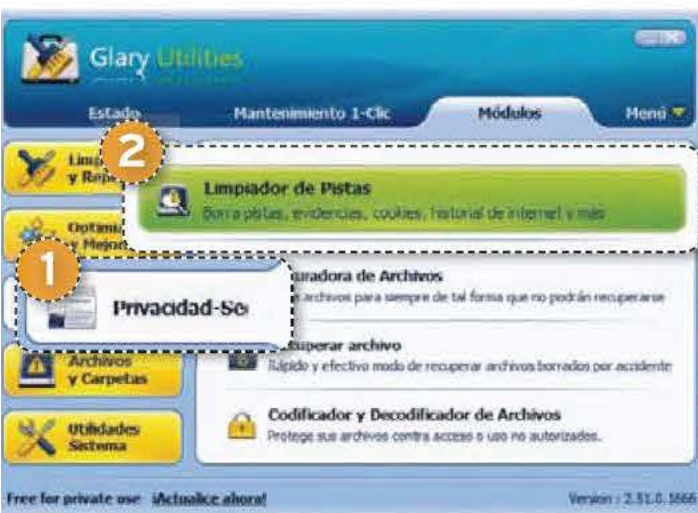 Glary Utilities
Estado Mantenimiento 1-Clic Módulos Menú
2
y Rep
Limpiador de Pistas
Borra pistas, evidencias, cookies, historial de internet y más
y Mejor
1
Privacidad-Se
uradora de Archivos
archivos para siempre de tal forma que no podrán recuperarse
uperar archivo
Rápido y efectivo modo de recuperar archivos borrados por accidente
Archivos
y Carpetas
Codificador y Decodificador de Archivos
Protege sus archivos contra acceso o uso no autorizados.
Utilidades
Sistema
Free for private use ¡Actualice ahora! Version : 2.51.0.1666